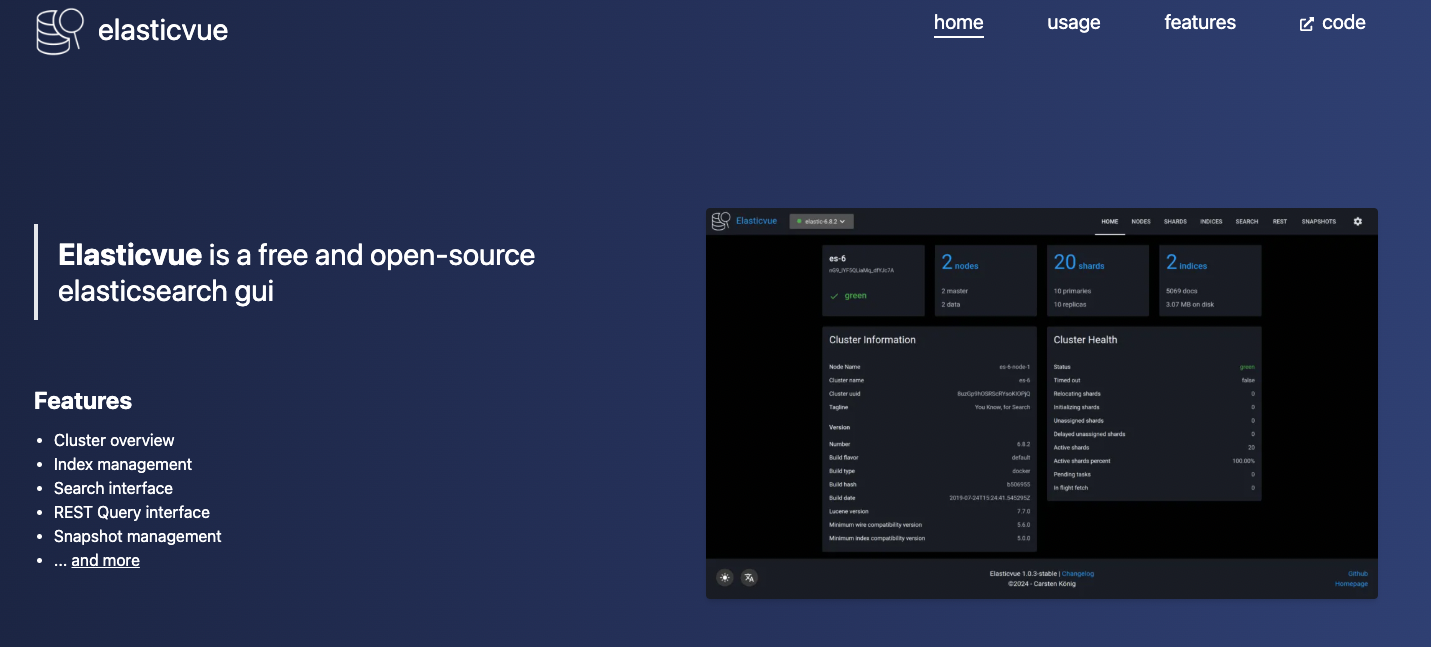 elasticvue
home usage features code
Elasticvue is a free and open-source
elasticsearch gui
Features
Cluster overview
Index management
Search interface
REST Query interface
Snapshot management
... and more
Elasticvue elastic-6.8.2 HOME NODES SHARDS INDICES SEARCH REST SNAPSHOTS
es-6
green
2 nodes
2 master
2 data
20 shards
10 primaries
10 replicas
2 indices
5069 docs
3.07 MB on disk
Cluster Information
Node Name es-6-node-1
Cluster name es-6
Cluster uuid
Tagline You Know, for Search
Version
Number 6.8.2
Build flavor default
Build type docker
Build hash b506955
Build date 2019-07-24T15:24:41.545295Z
Lucene version 7.7.0
Minimum wire compatibility version 5.6.0
Minimum index compatibility version 5.0.0
Cluster Health
Status green
Timed out false
Relocating shards 0
Initializing shards 0
Unassigned shards 0
Delayed unassigned shards 0
Active shards 20
Active shards percent 100.00%
Pending tasks 0
In flight fetch 0
Elasticvue 1.0.3-stable | Changelog
©2024 - Carsten König
Github
Homepage